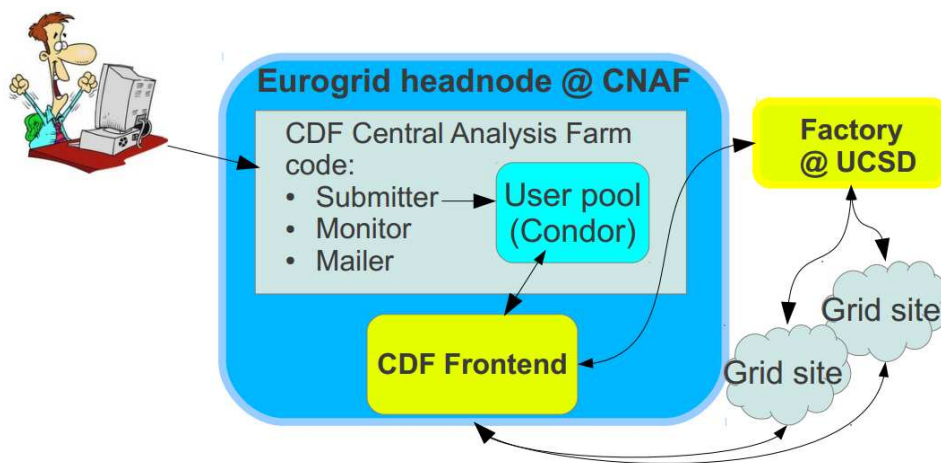 Eurogrid headnode @ CNAF
CDF Central Analysis Farm
code:
• Submitter
• Monitor
• Mailer
User pool
(Condor)
CDF Frontend
Factory
@ UCSD
Grid site
Grid site